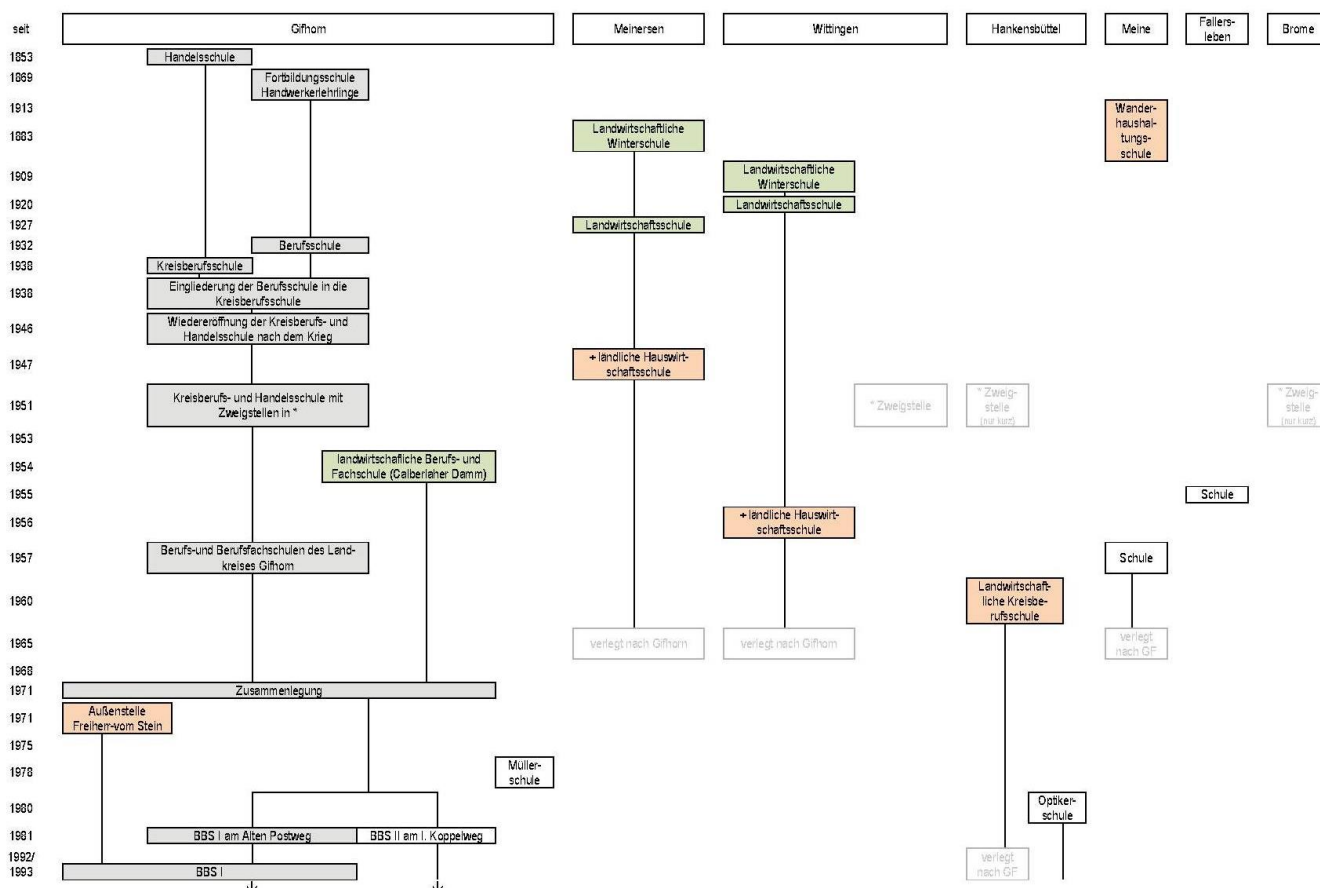 seit
Gifhorn
Meinersen
Wittingen
Hankensbüttel
Meine
Fallers-
leben
Brome
1853
Handelsschule
1869
Fortbildungsschule
Handwerkerlehrlinge
1913
Wander-
haushal-
tungs-
schule
1883
Landwirtschaftliche
Winterschule
1909
Landwirtschaftliche
Winterschule
1920
Landwirtschaftsschule
1927
Landwirtschaftsschule
1932
Berufsschule
1938
Kreisberufsschule
1938
Eingliederung der Berufsschule in die
Kreisberufsschule
1946
Wiedereröffnung der Kreisberufs- und
Handelsschule nach dem Krieg
1947
+ ländliche Hauswirt-
schaftsschule
1951
Kreisberufs- und Handelsschule mit
Zweigstellen in *
* Zweigstelle
* Zweig-
stelle
(nur kurz)
* Zweig-
stelle
(nur kurz)
1953
1954
landwirtschafliche Berufs- und
Fachschule (Calberlaher Damm)
1955
Schule
1956
+ ländliche Hauswirt-
schaftsschule
1957
Berufs-und Berufsfachschulen des Land-
kreises Gifhorn
Schule
1960
Landwirtschaft-
liche Kreisbe-
rufsschule
1965
verlegt nach Gifhorn
verlegt nach Gifhorn
verlegt
nach GF
1968
1971
Zusammenlegung
1971
Außenstelle
Freiherr-vom Stein
1975
1978
Müller-
schule
1980
Optiker-
schule
1981
BBS I am Alten Postweg
BBS II am I. Koppelweg
1992/
1993
BBS I
verlegt
nach GF